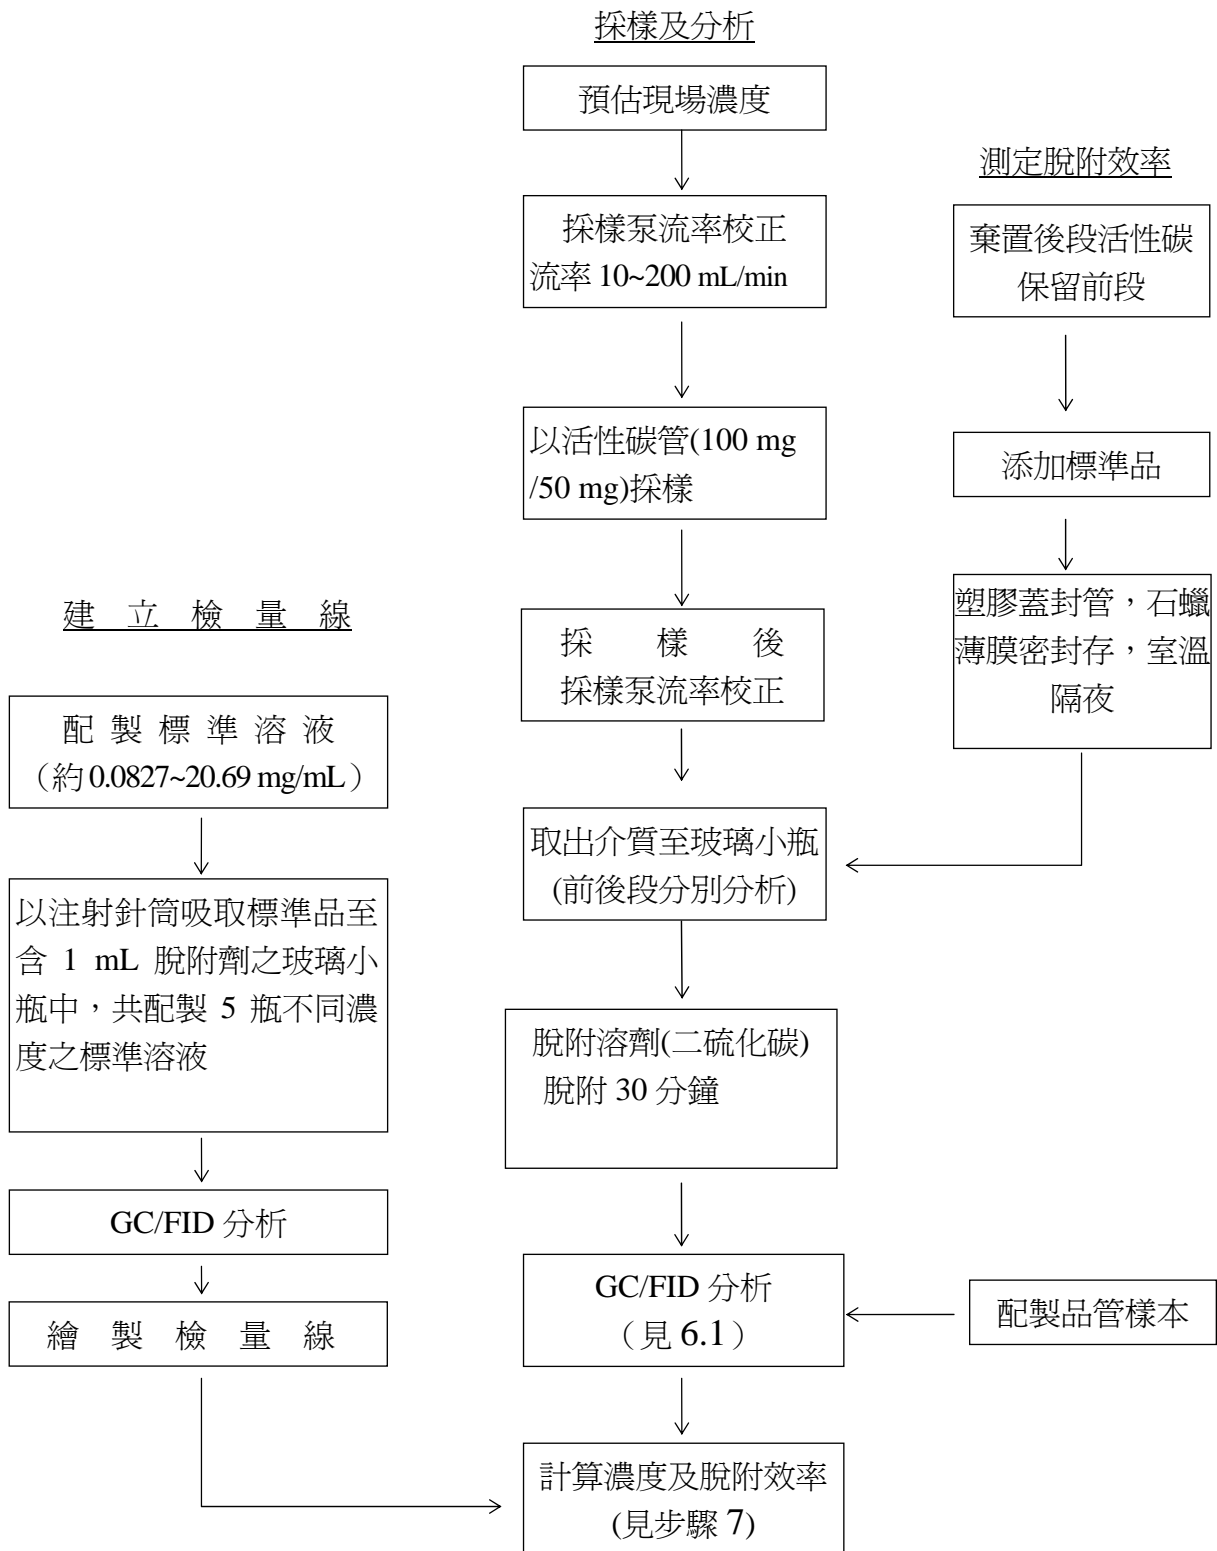 採樣及分析
預估現場濃度
採樣泵流率校正
流率10~200 mL/min
以活性碳管(100 mg
/50 mg)採樣
採樣後
採樣泵流率校正
取出介質至玻璃小瓶
(前後段分別分析)
脫附溶劑(二硫化碳)
脫附 30 分鐘
GC/FID 分析
（見 6.1）
計算濃度及脫附效率
(見步驟 7)
測定脫附效率
棄置後段活性碳
保留前段
添加標準品
塑膠蓋封管，石蠟
薄膜密封存，室溫
隔夜
配製品管樣本
建立檢量線
配製標準溶液
（約0.0827~20.69 mg/mL）
以注射針筒吸取標準品至
含 1 mL 脫附劑之玻璃小
瓶中，共配製 5 瓶不同濃
度之標準溶液
GC/FID 分析
繪製檢量線